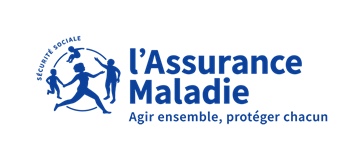 SÉCURITÉ SOCIALE
l'Assurance
Maladie
Agir ensemble, protéger chacun